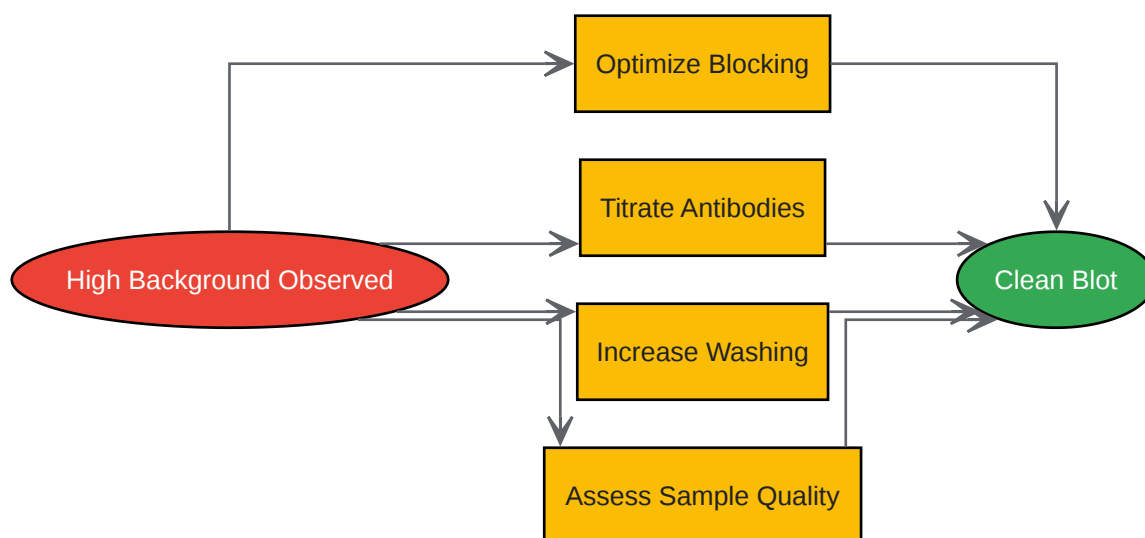 Optimize Blocking
Titrate Antibodies
High Background Observed
Clean Blot
Increase Washing
Assess Sample Quality